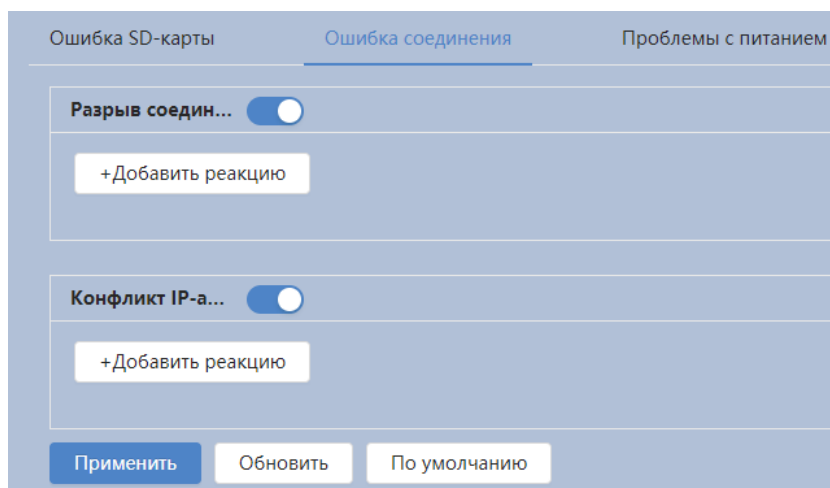 Ошибка SD-карты Ошибка соединения Проблемы с питанием
Разрыв соедин...
+Добавить реакцию
Конфликт IP-а...
+Добавить реакцию
Применить Обновить По умолчанию